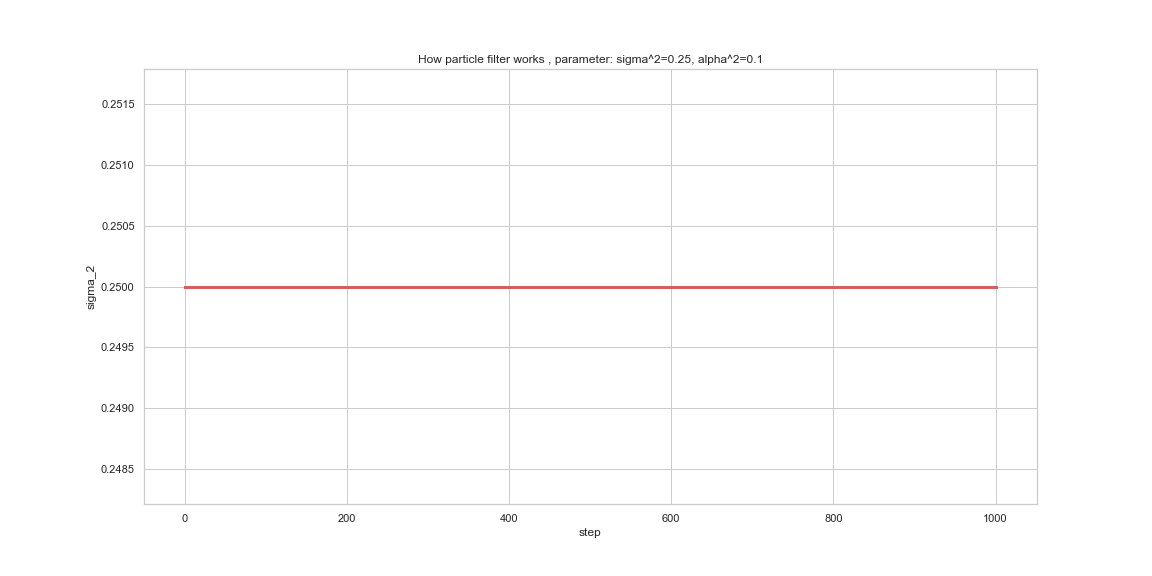 How particle filter works , parameter: sigma^2=0.25, alpha^2=0.1
0.2515
0.2510
0.2505
0.2500
0.2495
0.2490
0.2485
sigma_2
0 200 400 600 800 1000
step